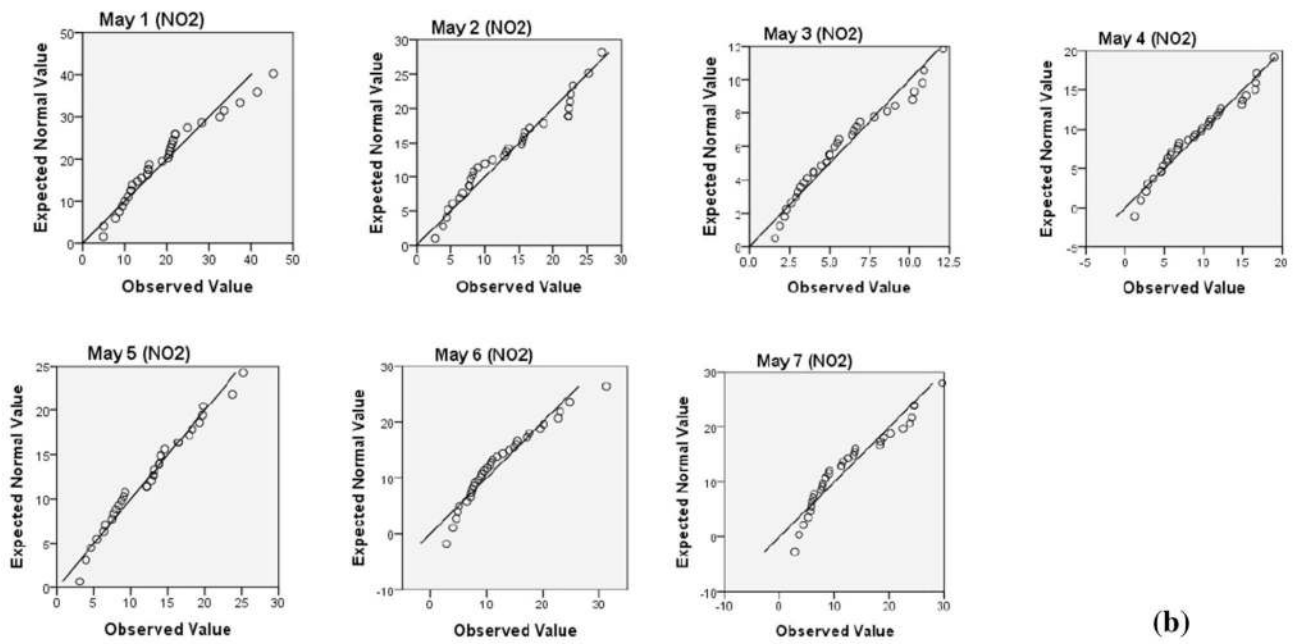 May 1 (NO2)
50
40
30
20
10
0
0 10 20 30 40 50
Expected Normal Value
Observed Value
May 2 (NO2)
30
25
20
15
10
5
0
0 5 10 15 20 25 30
Expected Normal Value
Observed Value
May 3 (NO2)
12
10
8
6
4
2
0
0.0 2.5 5.0 7.5 10.0 12.5
Expected Normal Value
Observed Value
May 4 (NO2)
20
15
10
5
0
-5
-5 0 5 10 15 20
Expected Normal Value
Observed Value
May 5 (NO2)
25
20
15
10
5
0
0 5 10 15 20 25 30
Expected Normal Value
Observed Value
May 6 (NO2)
30
20
10
0
-10
0 10 20 30
Expected Normal Value
Observed Value
May 7 (NO2)
30
20
10
0
-10
-10 0 10 20 30
Expected Normal Value
Observed Value
(b)